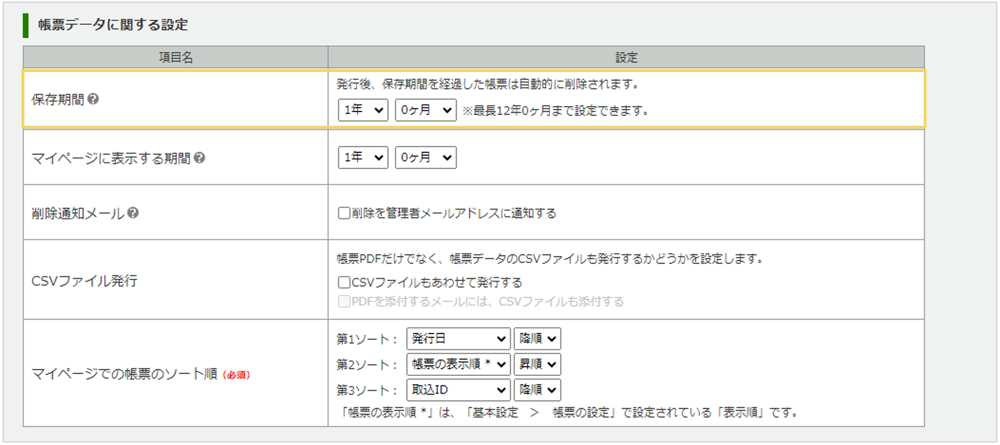 帳票データに関する設定
項目名 設定
保存期間
発行後、保存期間を経過した帳票は自動的に削除されます。
1年 0ヶ月 ※最長12年0ヶ月まで設定できます。
マイページに表示する期間 1年 0ヶ月
削除通知メール 削除を管理者メールアドレスに通知する
CSVファイル発行
帳票PDFだけでなく、帳票データのCSVファイルも発行するかどうかを設定します。
CSVファイルもあわせて発行する
PDFを添付するメールには、CSVファイルも添付する
マイページでの帳票のソート順 (必須)
第1ソート： 発行日 降順
第2ソート： 帳票の表示順 * 昇順
第3ソート： 取込ID 降順
「帳票の表示順 *」は、「基本設定　＞　帳票の設定」で設定されている「表示順」です。